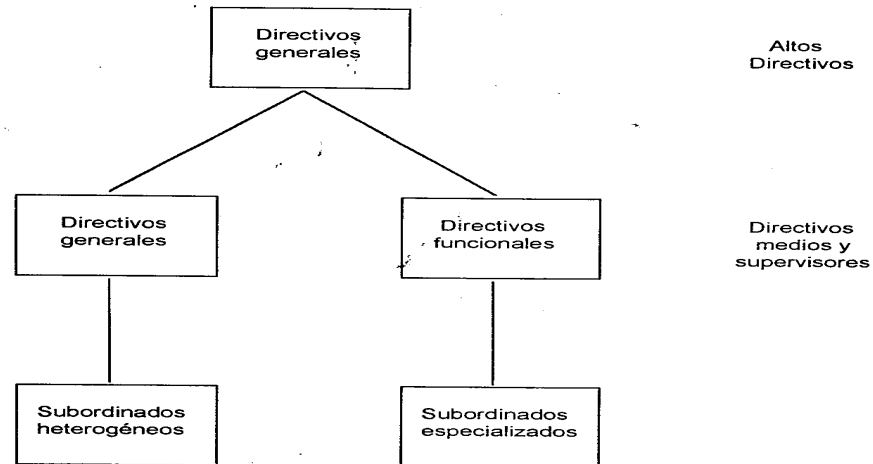 Directivos
generales
Altos
Directivos
Directivos
generales
Directivos
funcionales
Directivos
medios y
supervisores
Subordinados
heterogéneos
Subordinados
especializados